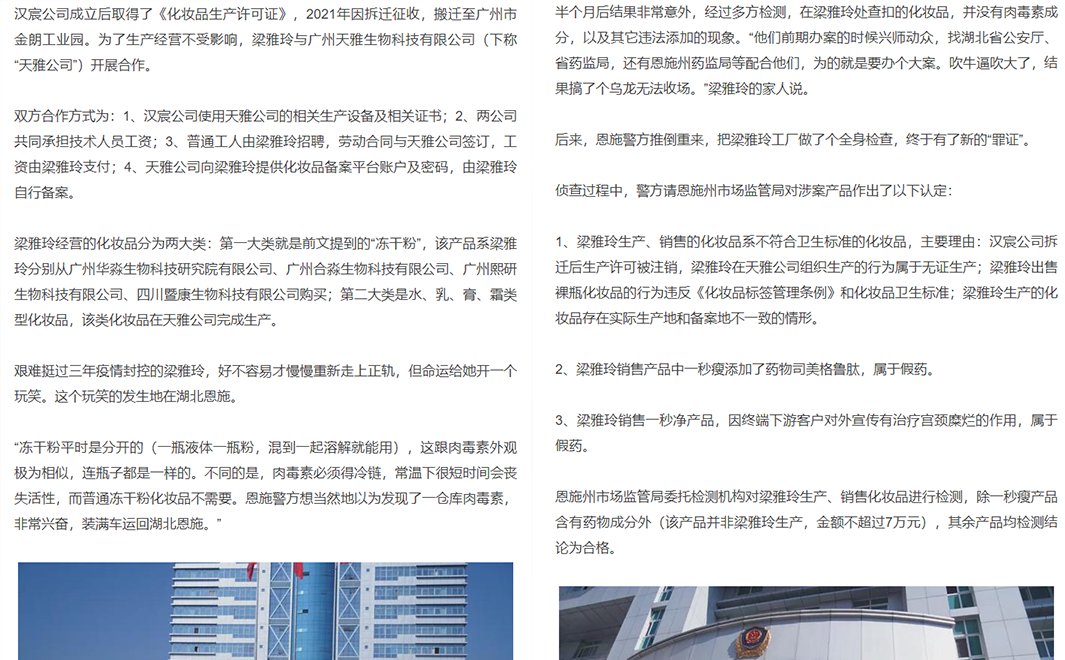 汉宸公司成立后取得了《化妆品生产许可证》，2021年因拆迁征收，搬迁至广州市
金朗工业园。为了生产经营不受影响，梁雅玲与广州天雅生物科技有限公司（下称
“天雅公司”）开展合作。
双方合作方式为：1、汉宸公司使用天雅公司的相关生产设备及相关证书；2、两公司
共同承担技术人员工资；3、普通工人由梁雅玲招聘，劳动合同与天雅公司签订，工
资由梁雅玲支付；4、天雅公司向梁雅玲提供化妆品备案平台账户及密码，由梁雅玲
自行备案。
梁雅玲经营的化妆品分为两大类：第一大类就是前文提到的“冻干粉”，该产品系梁雅
玲分别从广州华淼生物科技研究院有限公司、广州合淼生物科技有限公司、广州熙研
生物科技有限公司、四川暨康生物科技有限公司购买；第二大类是水、乳、膏、霜类
型化妆品，该类化妆品在天雅公司完成生产。
艰难挺过三年疫情封控的梁雅玲，好不容易才慢慢重新走上正轨，但命运给她开一个
玩笑。这个玩笑的发生地在湖北恩施。
“冻干粉平时是分开的（一瓶液体一瓶粉，混到一起溶解就能用），这跟肉毒素外观
极为相似，连瓶子都是一样的。不同的是，肉毒素必须得冷链，常温下很短时间会丧
失活性，而普通冻干粉化妆品不需要。恩施警方想当然地以为发现了一仓库肉毒素，
非常兴奋，装满车运回湖北恩施。”
半个月后结果非常意外，经过多方检测，在梁雅玲处查扣的化妆品，并没有肉毒素成
分，以及其它违法添加的现象。“他们前期办案的时候兴师动众，找湖北省公安厅、
省药监局，还有恩施州药监局等配合他们，为的就是要办个大案。吹牛逼吹大了，结
果搞了个乌龙无法收场。”梁雅玲的家人说。
后来，恩施警方推倒重来，把梁雅玲工厂做了个全身检查，终于有了新的“罪证”。
侦查过程中，警方请恩施州市场监管局对涉案产品作出了以下认定：
1、梁雅玲生产、销售的化妆品系不符合卫生标准的化妆品，主要理由：汉宸公司拆
迁后生产许可被注销，梁雅玲在天雅公司组织生产的行为属于无证生产；梁雅玲出售
裸瓶化妆品的行为违反《化妆品标签管理条例》和化妆品卫生标准；梁雅玲生产的化
妆品存在实际生产地和备案地不一致的情形。
2、梁雅玲销售产品中一秒瘦添加了药物司美格鲁肽，属于假药。
3、梁雅玲销售一秒净产品，因终端下游客户对外宣传有治疗宫颈糜烂的作用，属于
假药。
恩施州市场监管局委托检测机构对梁雅玲生产、销售化妆品进行检测，除一秒瘦产品
含有药物成分外（该产品并非梁雅玲生产，金额不超过7万元），其余产品均检测结
论为合格。